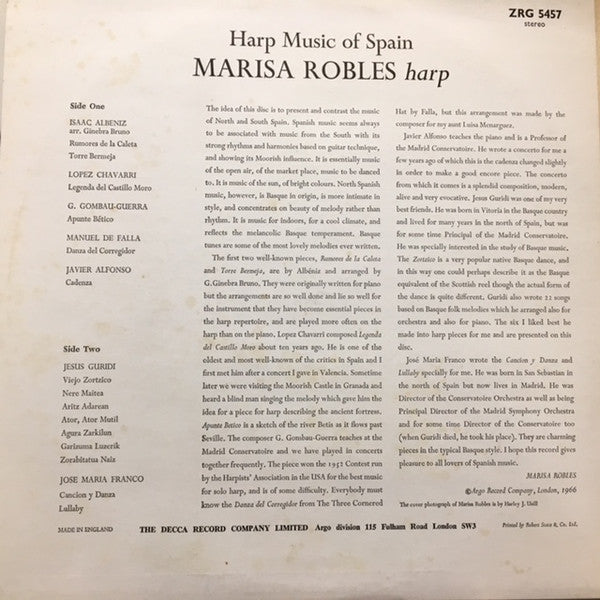 ZRG 5457
stereo
Harp Music of Spain
MARISA ROBLES harp
Side One
ISAAC ALBENIZ
arr. Ginebra Bruno
Rumores de la Caleta
Torre Bermeja
LOPEZ CHAVARRI
Legenda del Castillo Moro
G. GOMBAU-GUERRA
Apunte Bético
MANUEL DE FALLA
Danza del Corregidor
JAVIER ALFONSO
Cadenza
Side Two
JESUS GURIDI
Viejo Zortzico
Nere Maitea
Aritz Adarean
Ator, Ator Mutil
Agura Zarkilun
Garizuma Luzerik
Zorabitatua Naiz
JOSE MARIA FRANCO
Cancion y Danza
Lullaby
The idea of this disc is to present and contrast the music
of North and South Spain. Spanish music seems always
to be associated with music from the South with its
strong rhythms and harmonies based on guitar technique,
and showing its Moorish influence. It is essentially music
of the open air, of the market place, music to be danced
to. It is music of the sun, of bright colours. North Spanish
music, however, is Basque in origin, is more intimate in
style, and concentrates on beauty of melody rather than
rhythm. It is music for indoors, for a cool climate, and
reflects the melancolic Basque temperament. Basque
tunes are some of the most lovely melodies ever written.
The first two well-known pieces, Rumores de la Caleta
and Torre Bermeja, are by Albéniz and arranged by
G.Ginebra Bruno. They were originally written for piano
but the arrangements are so well done and lie so well for
the instrument that they have become essential pieces in
the harp repertoire, and are played more often on the
harp than on the piano. Lopez Chavarri composed Legenda
del Castillo Moro about ten years ago. He is one of the
oldest and most well-known of the critics in Spain and I
first met him after a concert I gave in Valencia. Sometime
later we were visiting the Moorish Castle in Granada and
heard a blind man singing the melody which gave him the
idea for a piece for harp describing the ancient fortress.
Apunte Betico is a sketch of the river Betis as it flows past
Seville. The composer G. Gombau-Guerra teaches at the
Madrid Conservatoire and we have played in concerts
together frequently. The piece won the 1952 Contest run
by the Harpists' Association in the USA for the best music
for solo harp, and is of some difficulty. Everybody must
know the Danza del Corregidor from The Three Cornered
Hat by Falla, but this arrangement was made by the
composer for my aunt Luisa Menarguez.
Javier Alfonso teaches the piano and is a Professor of
the Madrid Conservatoire. He wrote a concerto for me a
few years ago of which this is the cadenza changed slightly
in order to make a good encore piece. The concerto
from which it comes is a splendid composition, modern,
alive and very evocative. Jesus Guridi was one of my very
best friends. He was born in Vitoria in the Basque country
and lived for many years in the north of Spain, but was
for some time Principal of the Madrid Conservatoire.
He was specially interested in the study of Basque music.
The Zortzico is a very popular native Basque dance, and
in this way one could perhaps describe it as the Basque
equivalent of the Scottish reel though the actual form of
the dance is quite different. Guridi also wrote 22 songs
based on Basque folk melodies which he arranged also for
orchestra and also for piano. The six I liked best he
made into harp pieces for me and are presented on this
disc.
José Maria Franco wrote the Cancion y Danza and
Lullaby specially for me. He was born in San Sebastian in
the north of Spain but now lives in Madrid. He was
Director of the Conservatoire Orchestra as well as being
Principal Director of the Madrid Symphony Orchestra
and for some time Director of the Conservatoire too
(when Guridi died, he took his place). They are charming
pieces in the typical Basque style. I hope this record gives
pleasure to all lovers of Spanish music.
MARISA ROBLES
©Argo Record Company, London, 1966
The cover photograph of Marisa Robles is by Harley J. Usill
MADE IN ENGLAND
THE DECCA RECORD COMPANY LIMITED Argo division 115 Fulham Road London SW3
Printed by Robert Stace & Co. Ltd.